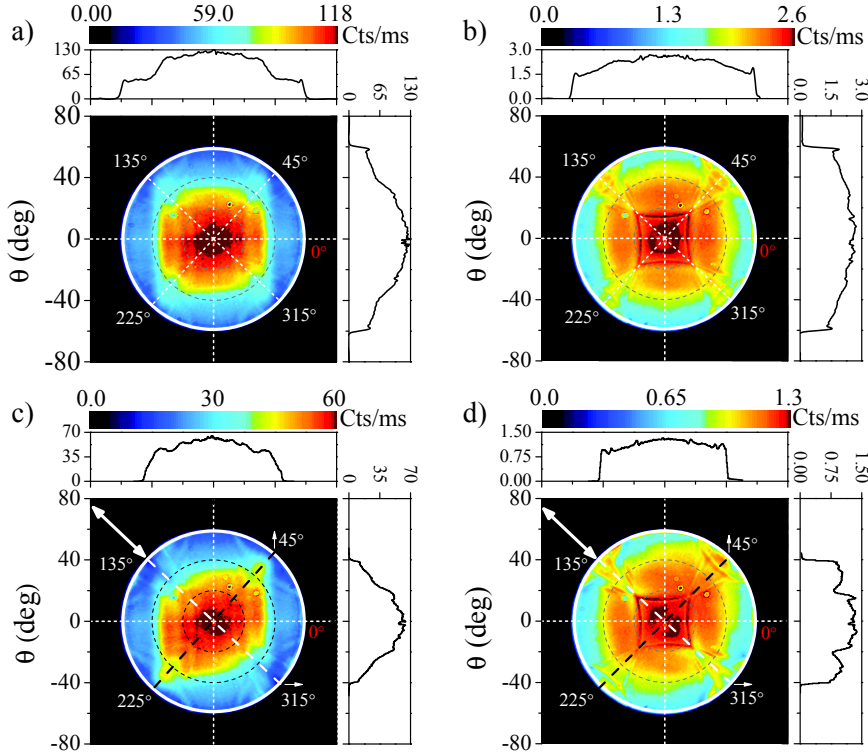 a)
0.00 59.0 118
Cts/ms
130
65
0
0 65 130
80
40
0
-40
-80
θ (deg)
135° 45°
0°
225° 315°
b)
0.0 1.3 2.6
Cts/ms
3.0
1.5
0.0
0.0 1.5 3.0
80
40
0
-40
-80
θ (deg)
135° 45°
0°
225° 315°
c)
0.00 30 60
Cts/ms
70
35
0
0 35 70
80
40
0
-40
-80
θ (deg)
135° 45°
0°
225° 315°
d)
0.0 0.65 1.3
Cts/ms
1.50
0.75
0.00
0.00 0.75 1.50
80
40
0
-40
-80
θ (deg)
135° 45°
0°
225° 315°